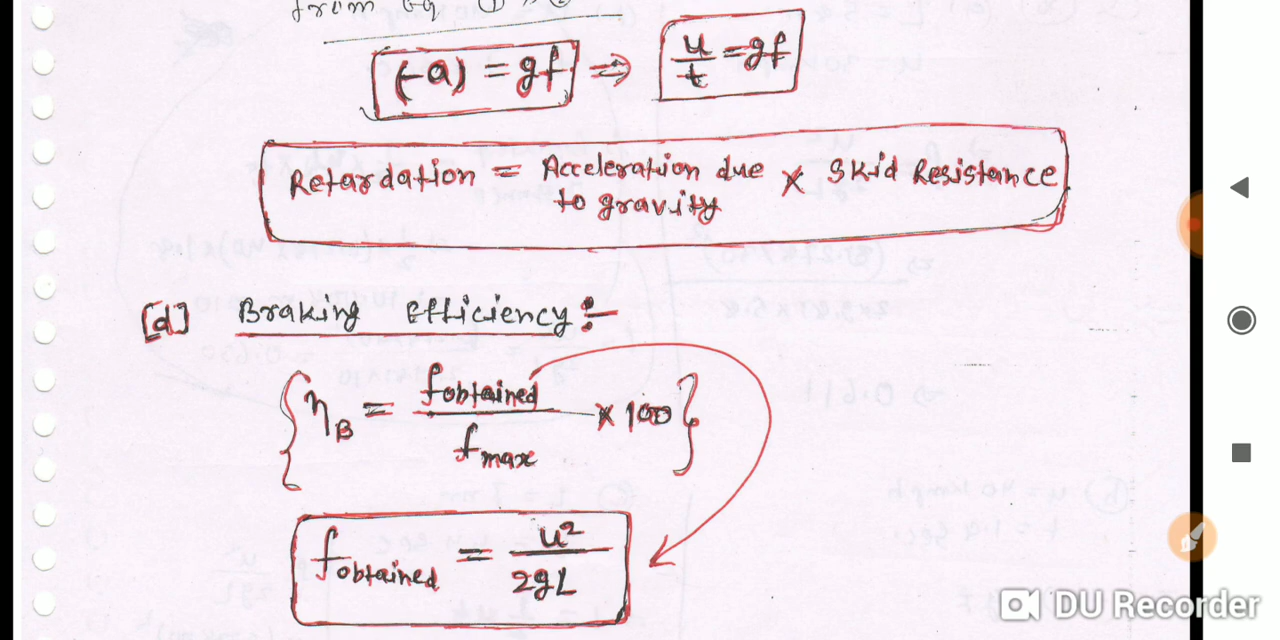 from eq
(-a) = gf ⇒ u/t = gf
Retardation = Acceleration due to gravity × Skid Resistance
[d] Braking Efficiency :-
{ η_B = f_obtained / f_max × 100 }
f_obtained = u² / 2gL
DU Recorder